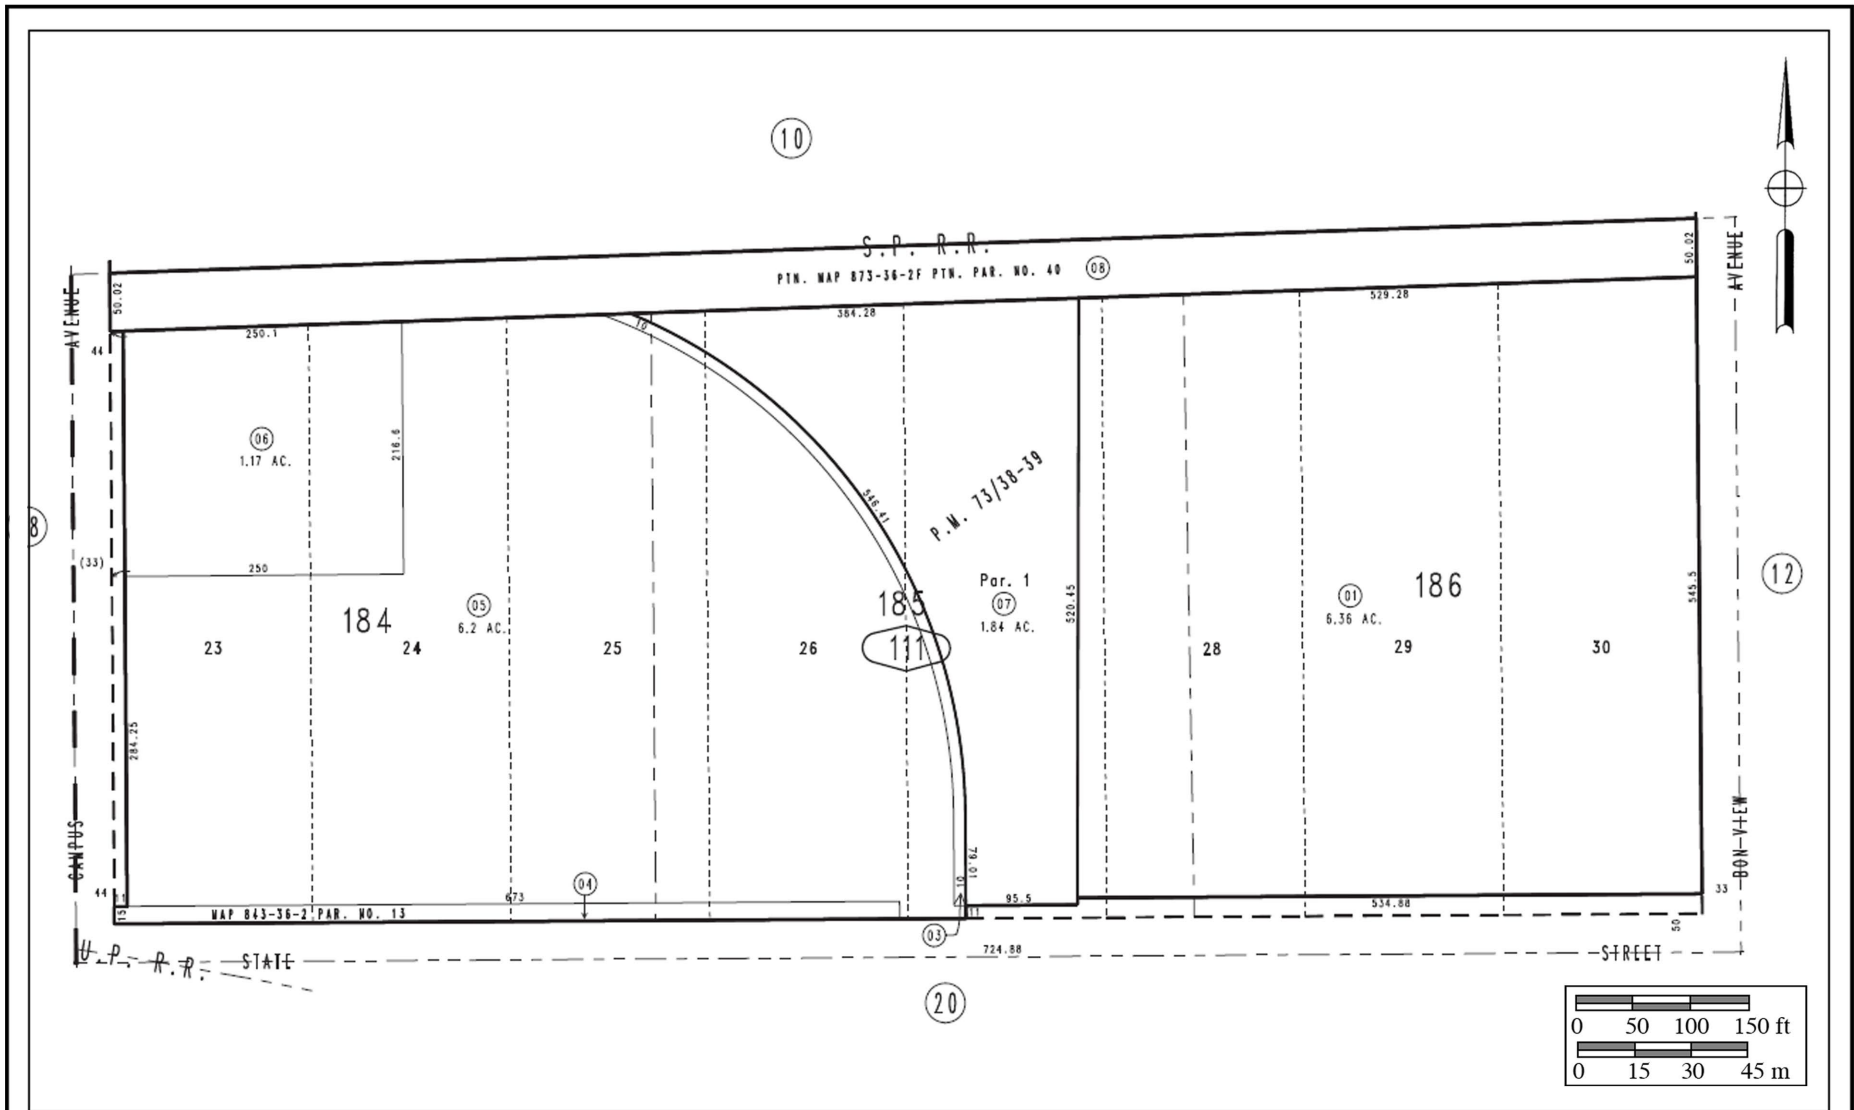 10
S.P. R.R.
PTN. MAP 873-36-2F PTN. PAR. NO. 40
08
50.02
AVENUE
50.02
AVENUE
44
250.1
10
384.28
529.28
06
1.17 AC.
216.6
546.41
P.M. 73/38-39
8
(33)
250
12
184
05
6.2 AC.
185
Par. 1
07
1.84 AC.
520.45
01
6.36 AC.
186
545.5
23
24
25
26
111
28
29
30
284.25
CAMPUS
BON VIEW
79.01
10
44
11
15
04
673
MAP 843-36-2 PAR. NO. 13
95.5
11
534.88
33
50
03
U.P. R.R.
STATE
724.88
STREET
20
0 50 100 150 ft
0 15 30 45 m